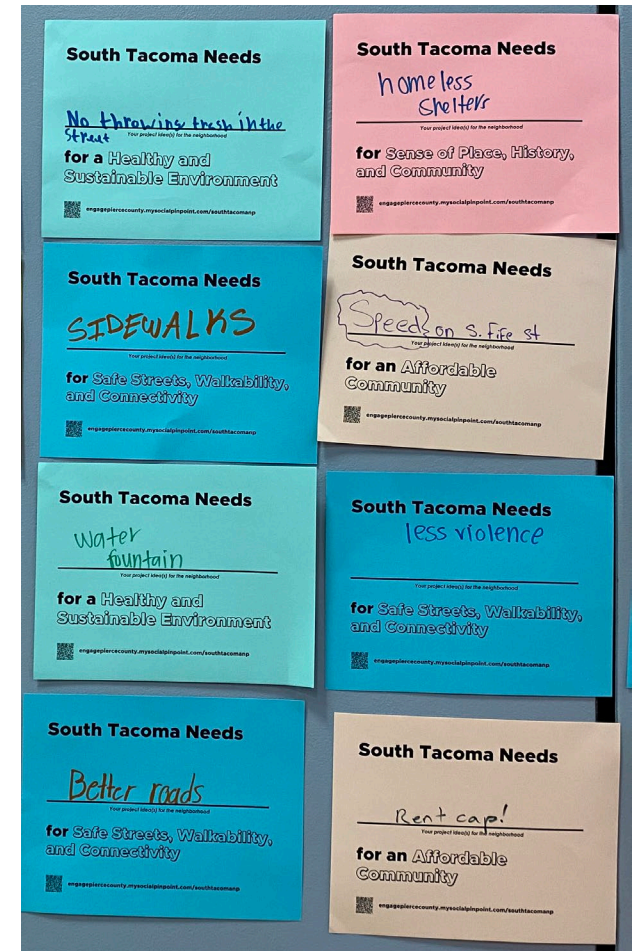 South Tacoma Needs
No throwing tresh in the
street
Your project idea(s) for the neighborhood
for a Healthy and
Sustainable Environment
engagepiercecounty.mysocialpinpoint.com/southtacomanp
South Tacoma Needs
homeless
shelters
Your project idea(s) for the neighborhood
for Sense of Place, History,
and Community
engagepiercecounty.mysocialpinpoint.com/southtacomanp
South Tacoma Needs
SIDEWALKS
Your project idea(s) for the neighborhood
for Safe Streets, Walkability,
and Connectivity
engagepiercecounty.mysocialpinpoint.com/southtacomanp
South Tacoma Needs
Speeds on S. Fife st
Your project idea(s) for the neighborhood
for an Affordable
Community
engagepiercecounty.mysocialpinpoint.com/southtacomanp
South Tacoma Needs
water
fountain
Your project idea(s) for the neighborhood
for a Healthy and
Sustainable Environment
engagepiercecounty.mysocialpinpoint.com/southtacomanp
South Tacoma Needs
less violence
Your project idea(s) for the neighborhood
for Safe Streets, Walkability,
and Connectivity
engagepiercecounty.mysocialpinpoint.com/southtacomanp
South Tacoma Needs
Better roads
Your project idea(s) for the neighborhood
for Safe Streets, Walkability,
and Connectivity
engagepiercecounty.mysocialpinpoint.com/southtacomanp
South Tacoma Needs
Rent cap!
Your project idea(s) for the neighborhood
for an Affordable
Community
engagepiercecounty.mysocialpinpoint.com/southtacomanp